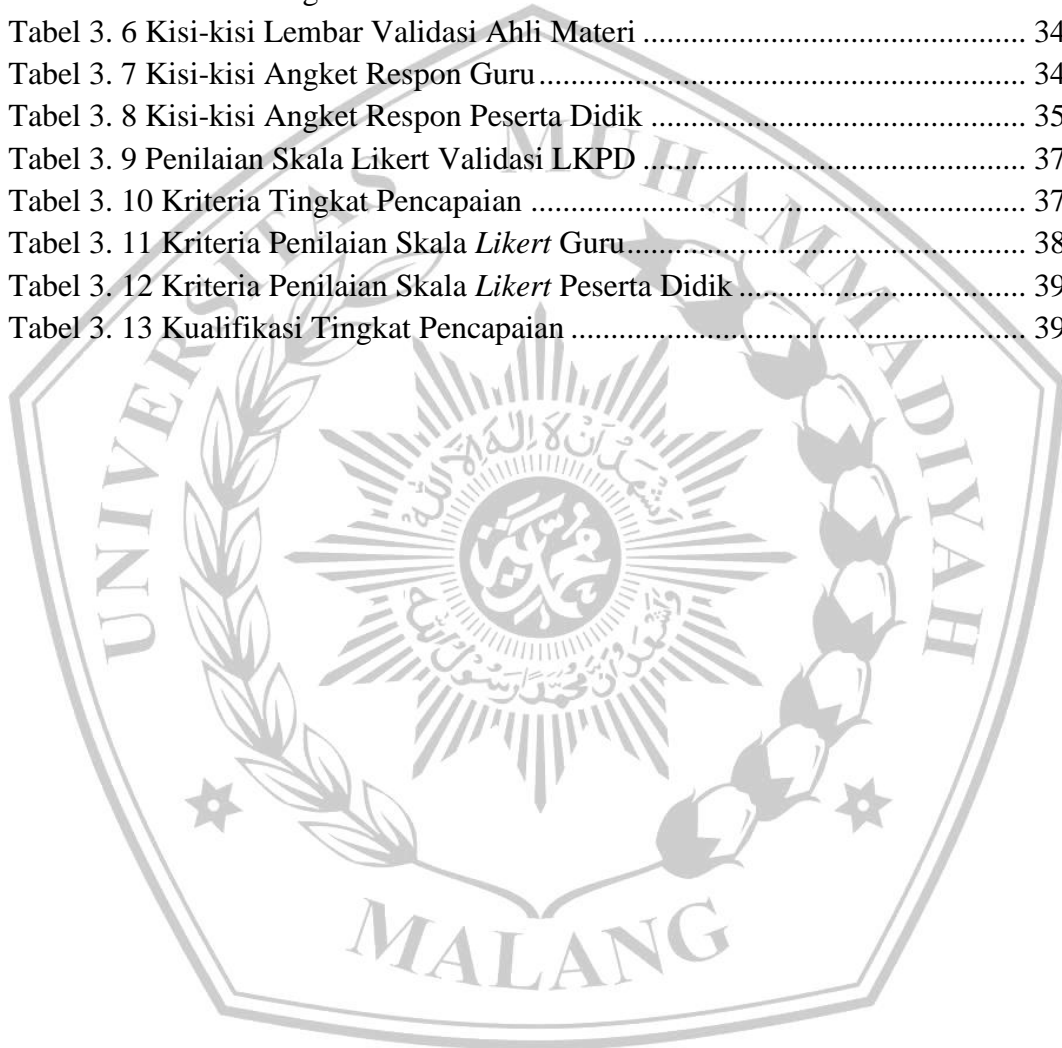 Tabel 3. 6 Kisi-kisi Lembar Validasi Ahli Materi ................................................ 34
Tabel 3. 7 Kisi-kisi Angket Respon Guru ............................................................. 34
Tabel 3. 8 Kisi-kisi Angket Respon Peserta Didik ............................................... 35
Tabel 3. 9 Penilaian Skala Likert Validasi LKPD ................................................ 37
Tabel 3. 10 Kriteria Tingkat Pencapaian .............................................................. 37
Tabel 3. 11 Kriteria Penilaian Skala Likert Guru .................................................. 38
Tabel 3. 12 Kriteria Penilaian Skala Likert Peserta Didik .................................... 39
Tabel 3. 13 Kualifikasi Tingkat Pencapaian ......................................................... 39
UNIVERSITAS MUHAMMADIYAH
MALANG